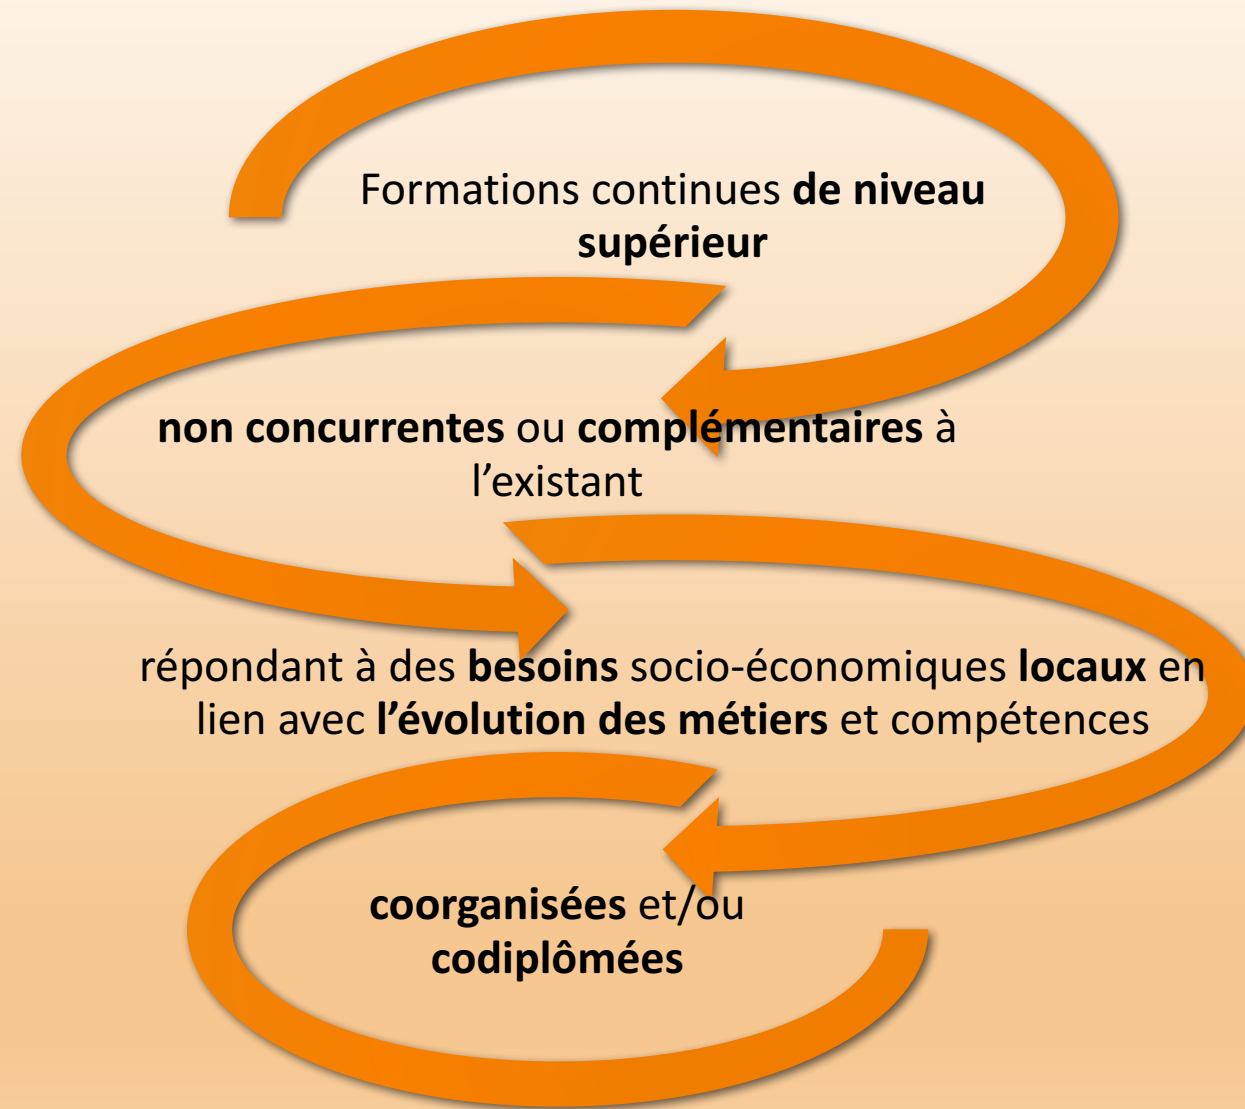 Formations continues de niveau
supérieur
non concurrentes ou complémentaires à
l’existant
répondant à des besoins socio-économiques locaux en
lien avec l’évolution des métiers et compétences
coorganisées et/ou
codiplômées